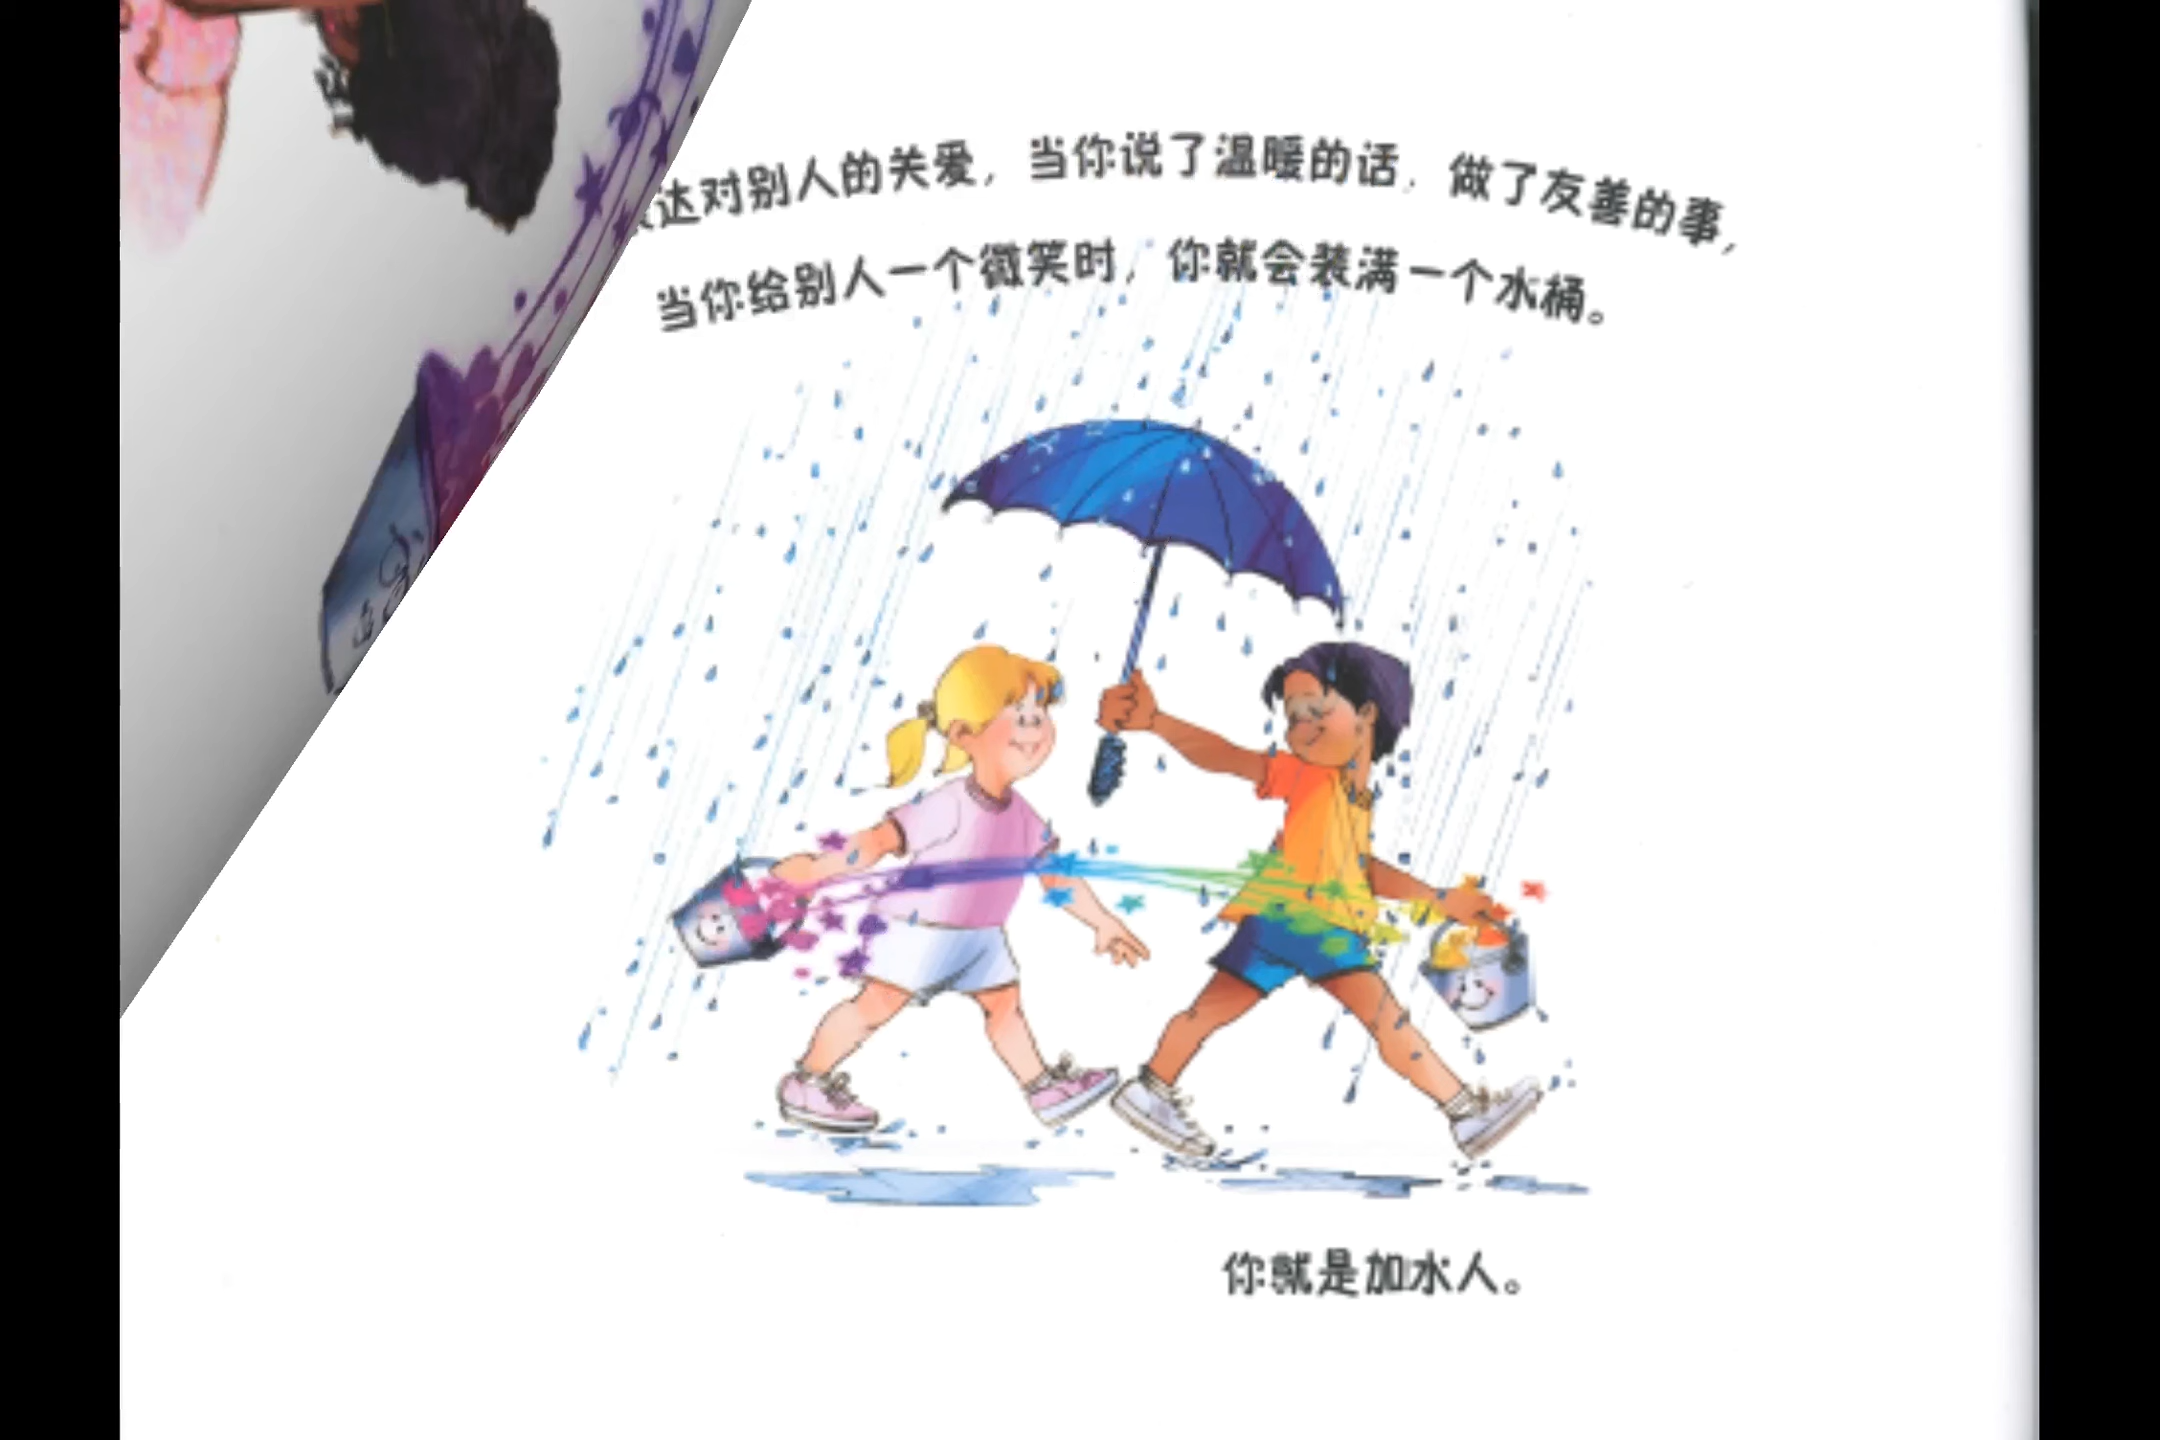 达对别人的关爱，当你说了温暖的话，做了友善的事，
当你给别人一个微笑时，你就会装满一个水桶。
你就是加水人。